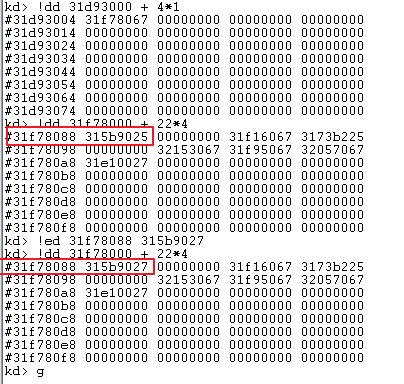 kd> !dd 31d93000 + 4*1
#31d93004 31f78067 00000000 00000000 00000000
#31d93014 00000000 00000000 00000000 00000000
#31d93024 00000000 00000000 00000000 00000000
#31d93034 00000000 00000000 00000000 00000000
#31d93044 00000000 00000000 00000000 00000000
#31d93054 00000000 00000000 00000000 00000000
#31d93064 00000000 00000000 00000000 00000000
#31d93074 00000000 00000000 00000000 00000000
kd> !dd 31f78000 + 22*4
#31f78088 315b9025 00000000 31f16067 3173b225
#31f78098 00000000 32153067 31f95067 32057067
#31f780a8 31e10027 00000000 00000000 00000000
#31f780b8 00000000 00000000 00000000 00000000
#31f780c8 00000000 00000000 00000000 00000000
#31f780d8 00000000 00000000 00000000 00000000
#31f780e8 00000000 00000000 00000000 00000000
#31f780f8 00000000 00000000 00000000 00000000
kd> !ed 31f78088 315b9027
kd> !dd 31f78000 + 22*4
#31f78088 315b9027 00000000 31f16067 3173b225
#31f78098 00000000 32153067 31f95067 32057067
#31f780a8 31e10027 00000000 00000000 00000000
#31f780b8 00000000 00000000 00000000 00000000
#31f780c8 00000000 00000000 00000000 00000000
#31f780d8 00000000 00000000 00000000 00000000
#31f780e8 00000000 00000000 00000000 00000000
#31f780f8 00000000 00000000 00000000 00000000
kd> g